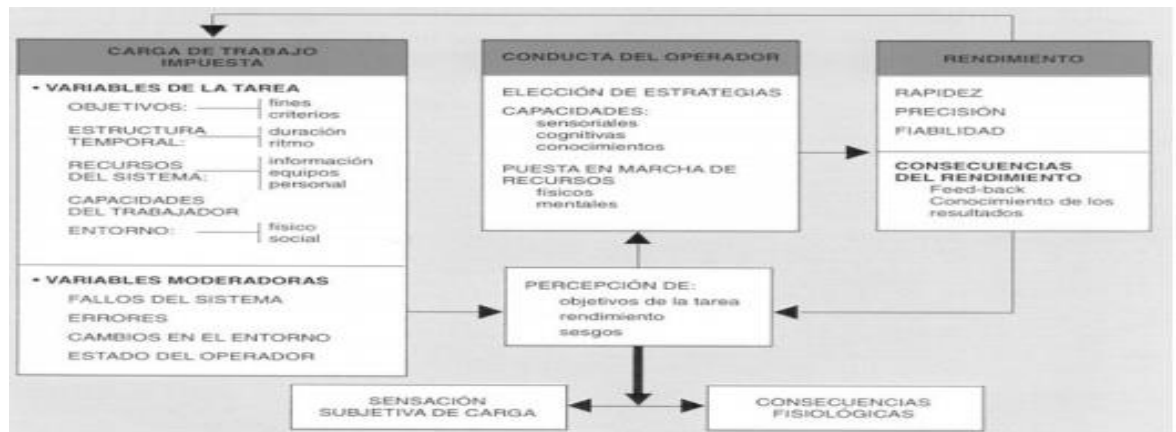 CARGA DE TRABAJO
IMPUESTA
• VARIABLES DE LA TAREA
OBJETIVOS: fines
criterios
ESTRUCTURA
TEMPORAL: duración
ritmo
RECURSOS
DEL SISTEMA: información
equipos
personal
CAPACIDADES
DEL TRABAJADOR
ENTORNO: físico
social
• VARIABLES MODERADORAS
FALLOS DEL SISTEMA
ERRORES
CAMBIOS EN EL ENTORNO
ESTADO DEL OPERADOR
CONDUCTA DEL OPERADOR
ELECCIÓN DE ESTRATEGIAS
CAPACIDADES:
sensoriales
cognitivas
conocimientos
PUESTA EN MARCHA DE
RECURSOS
físicos
mentales
RENDIMIENTO
RAPIDEZ
PRECISIÓN
FIABILIDAD
CONSECUENCIAS
DEL RENDIMIENTO
Feed-back
Conocimiento de los
resultados
PERCEPCIÓN DE:
objetivos de la tarea
rendimiento
sesgos
SENSACIÓN
SUBJETIVA DE CARGA
CONSECUENCIAS
FISIOLÓGICAS